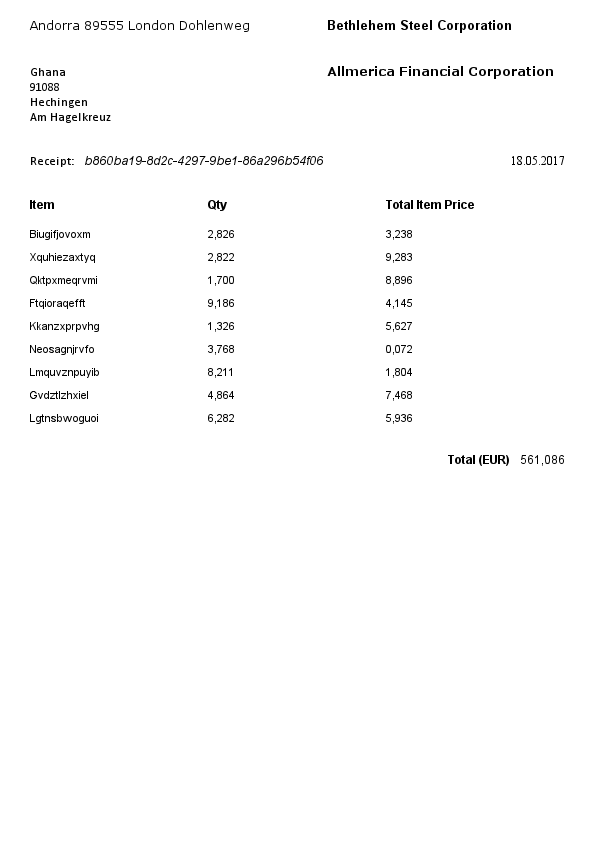 Andorra 89555 London Dohlenweg Bethlehem Steel Corporation
Allmerica Financial Corporation
Ghana
91088
Hechingen
Am Hagelkreuz
Receipt: b860ba19-8d2c-4297-9be1-86a296b54f06 18.05.2017
Item Qty Total Item Price
Biugifjovoxm 2,826 3,238
Xquhiezaxtyq 2,822 9,283
Qktpxmeqrvmi 1,700 8,896
Ftqioraqefft 9,186 4,145
Kkanzxprpvhg 1,326 5,627
Neosagnjrvfo 3,768 0,072
Lmquvznpuyib 8,211 1,804
Gvdztlzhxiel 4,864 7,468
Lgtnsbwoguoi 6,282 5,936
Total (EUR) 561,086